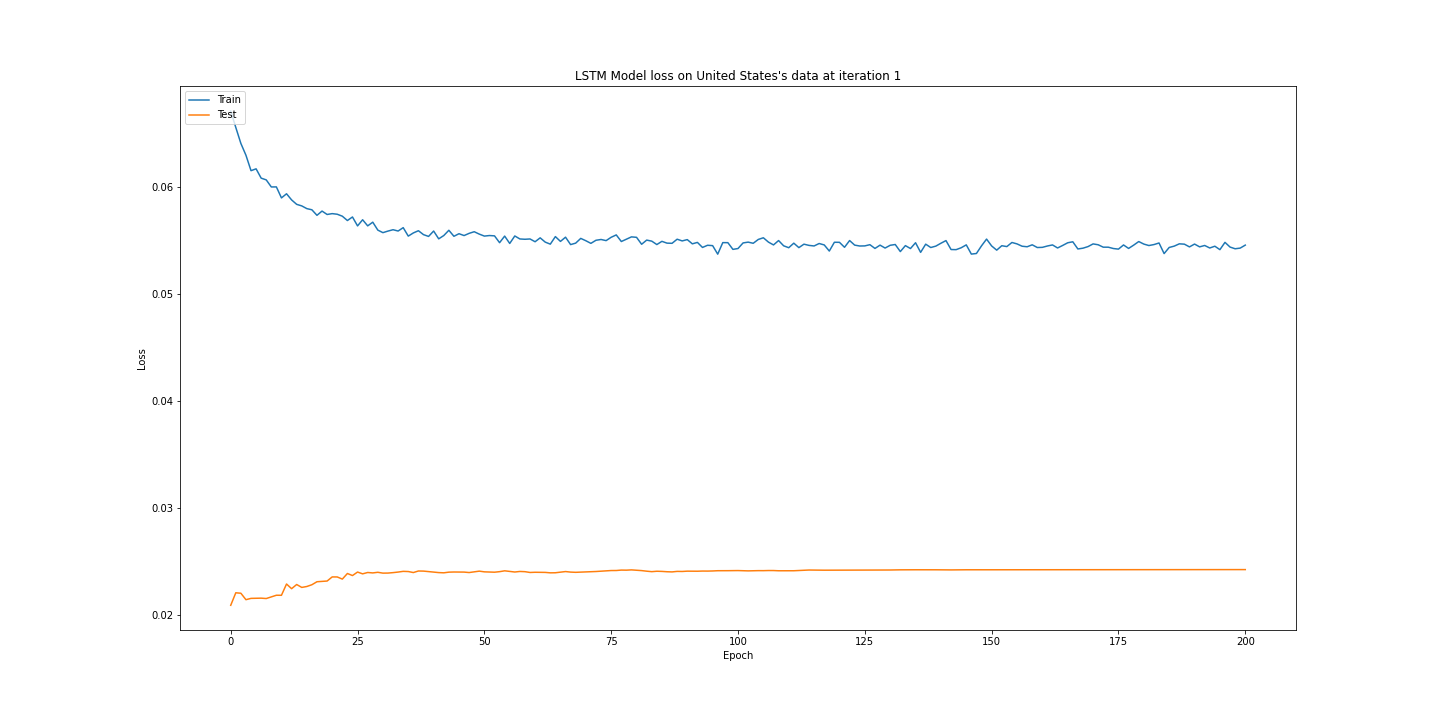 LSTM Model loss on United States's data at iteration 1
Train
Test
0.06
0.05
0.04
0.03
0.02
Loss
0 25 50 75 100 125 150 175 200
Epoch